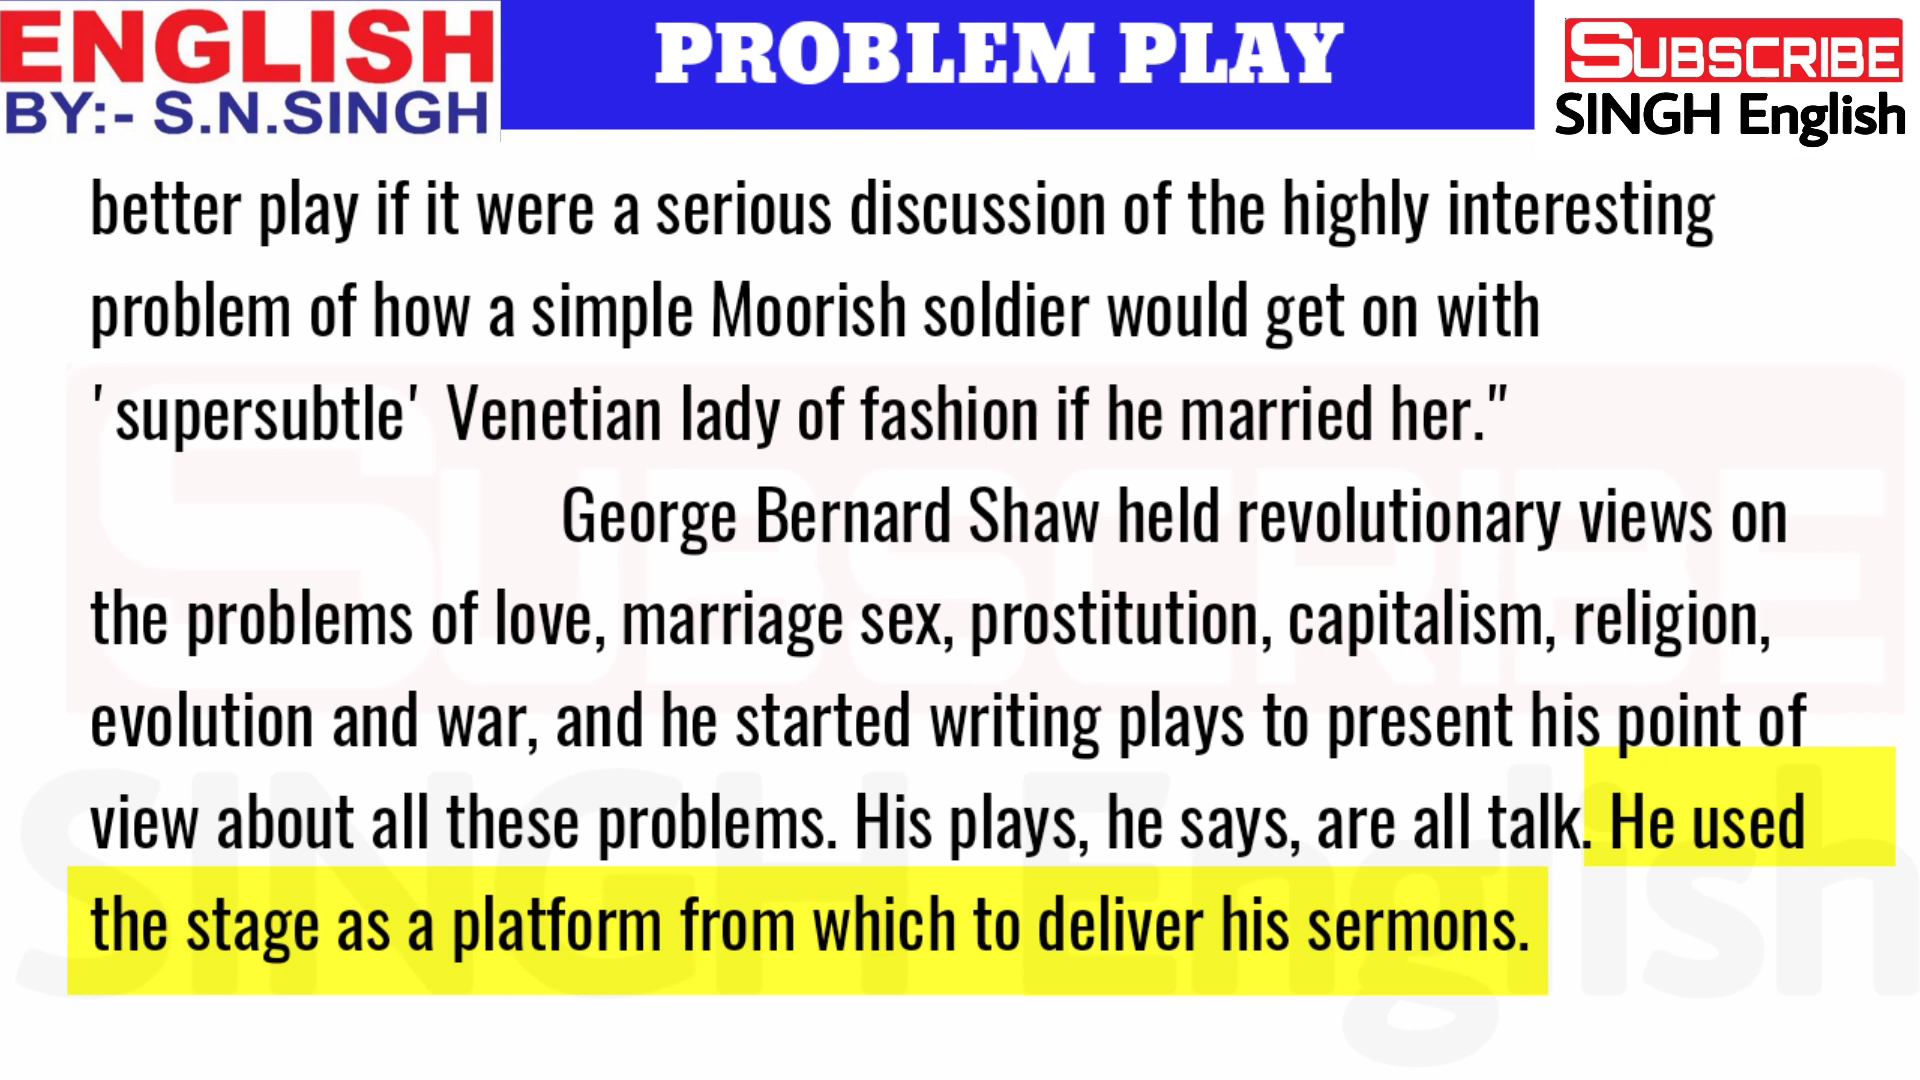 ENGLISH
BY:- S.N.SINGH
PROBLEM PLAY
SUBSCRIBE
SINGH English
better play if it were a serious discussion of the highly interesting
problem of how a simple Moorish soldier would get on with
'supersubtle' Venetian lady of fashion if he married her."
George Bernard Shaw held revolutionary views on
the problems of love, marriage sex, prostitution, capitalism, religion,
evolution and war, and he started writing plays to present his point of
view about all these problems. His plays, he says, are all talk. He used
the stage as a platform from which to deliver his sermons.
SUBSCRIBE
SINGH English